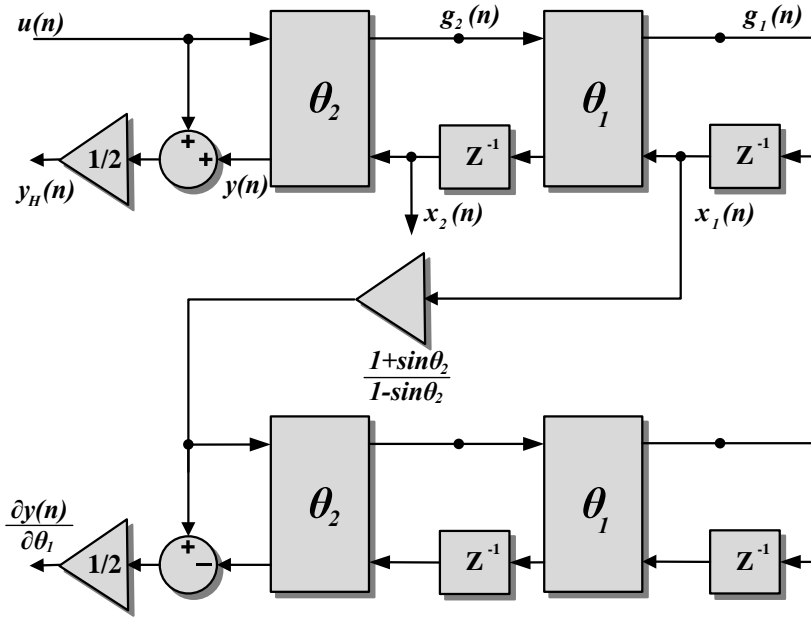 u(n)
g₂(n)
g₁(n)
θ₂
θ₁
1/2
+
+
Z⁻¹
Z⁻¹
y_H(n)
y(n)
x₂(n)
x₁(n)
1+sinθ₂
1-sinθ₂
θ₂
θ₁
∂y(n)
∂θ₁
1/2
+
−
Z⁻¹
Z⁻¹